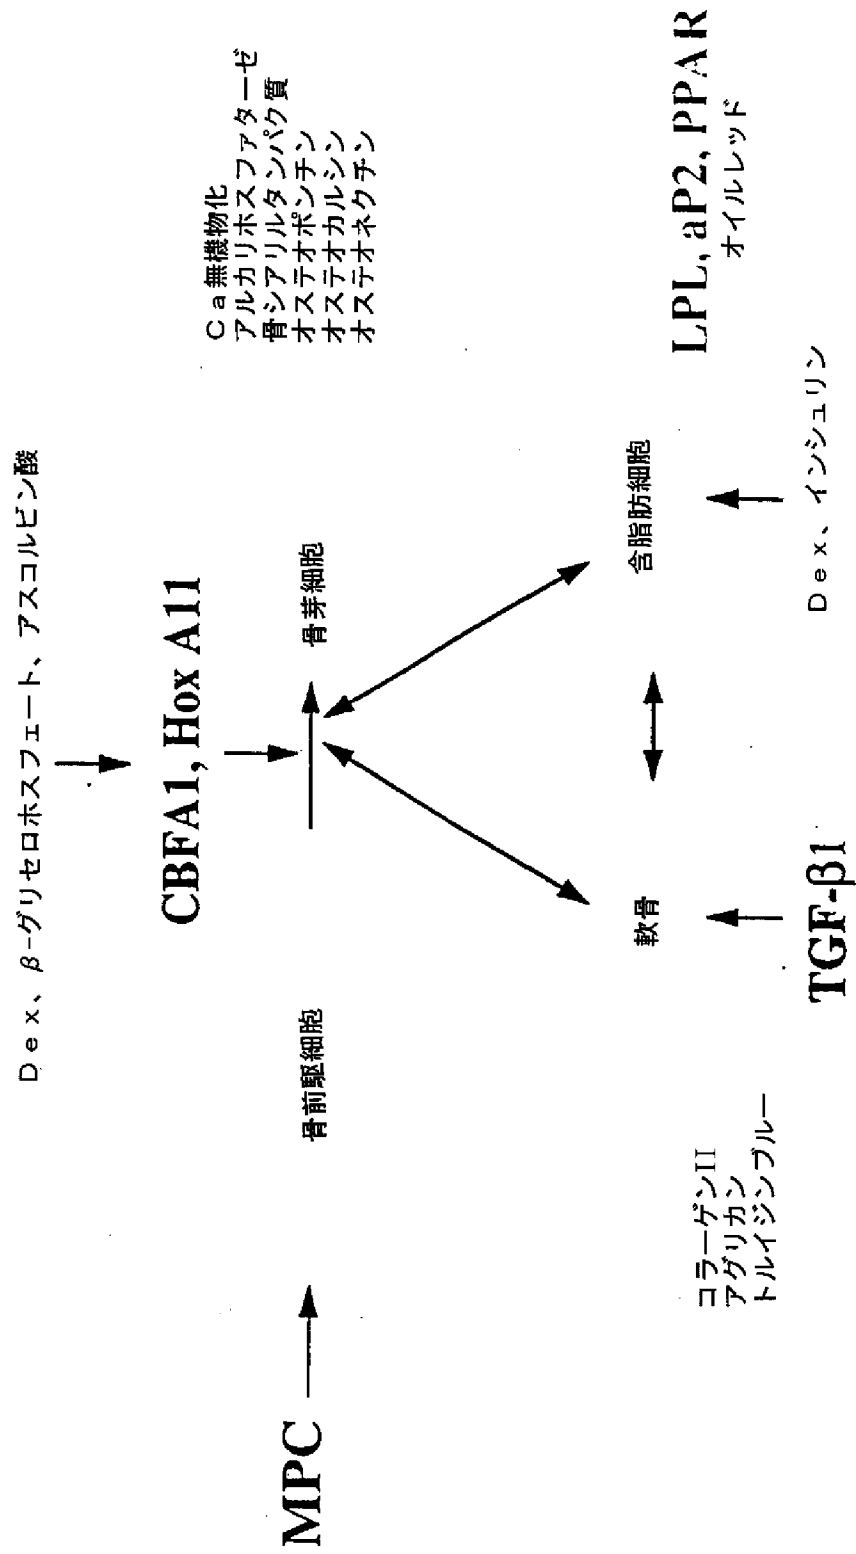 Dex、β-グリセロホスフェート、アスコルビン酸
CBFA1, Hox A11
Ca無機物化
アルカリホスファターゼ
骨シアリルタンパク質
オステオポンチン
オステオカルシン
オステオネクチン
MPC
骨前駆細胞
骨芽細胞
軟骨
含脂肪細胞
LPL, aP2, PPAR
オイルレッド
コラーゲンII
アグリカン
トルイジンブルー
TGF-β1
Dex、インシュリン